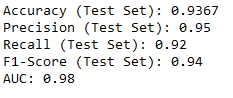 Accuracy (Test Set): 0.9367
Precision (Test Set): 0.95
Recall (Test Set): 0.92
F1-Score (Test Set): 0.94
AUC: 0.98